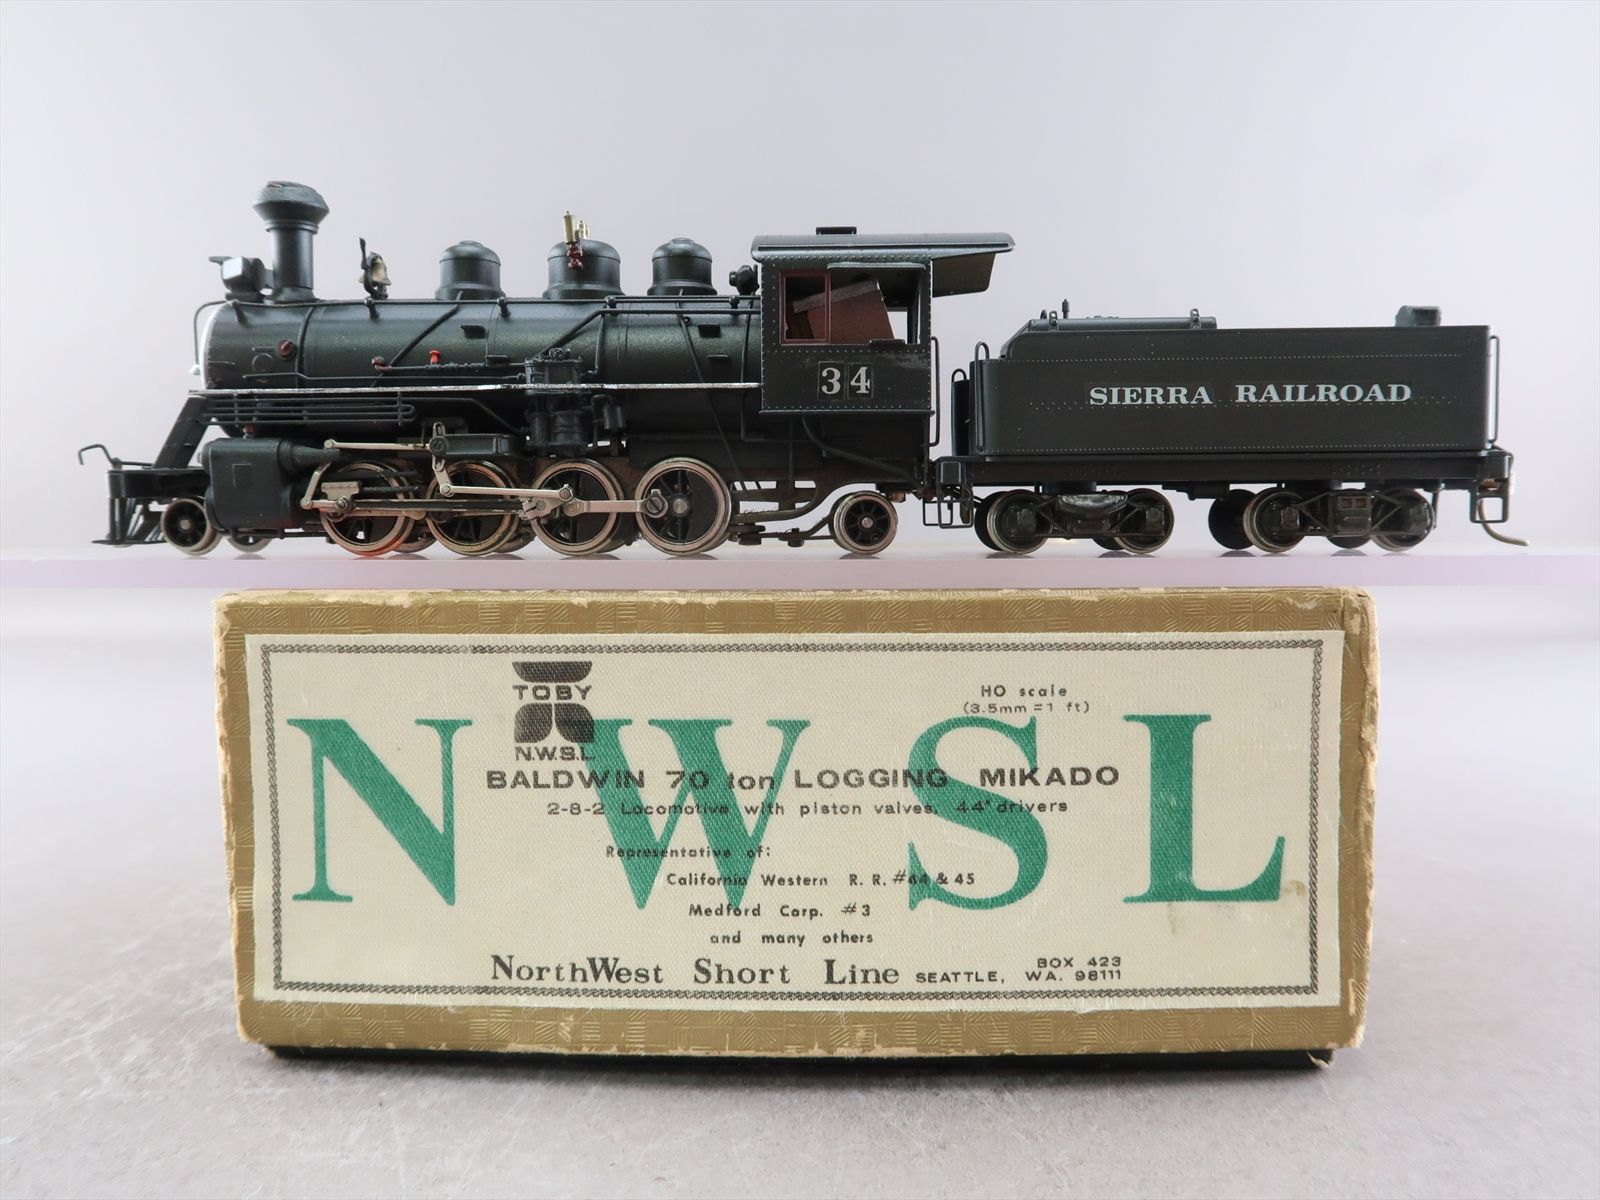 34
SIERRA RAILROAD
TOBY
N.W.S.L.
HO scale
(3.5mm = 1 ft)
NWSL
BALDWIN 70 ton LOGGING MIKADO
2-8-2 Locomotive with piston valves, 44" drivers
Representative of:
California Western R. R. #44 & 45
Medford Corp. #3
and many others
NorthWest Short Line SEATTLE, WA. 98111
BOX 423